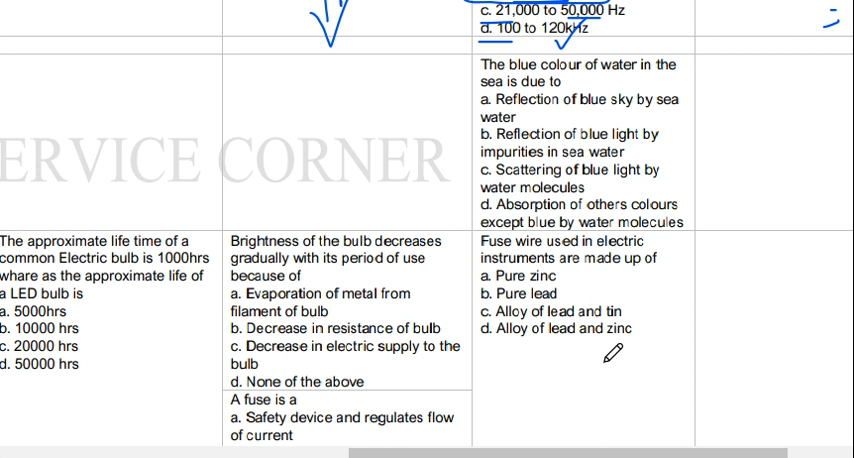 c. 21,000 to 50,000 Hz
d. 100 to 120kHz
The blue colour of water in the
sea is due to
a. Reflection of blue sky by sea
water
b. Reflection of blue light by
impurities in sea water
c. Scattering of blue light by
water molecules
d. Absorption of others colours
except blue by water molecules
ERVICE CORNER
The approximate life time of a
common Electric bulb is 1000hrs
whare as the approximate life of
a LED bulb is
a. 5000hrs
b. 10000 hrs
c. 20000 hrs
d. 50000 hrs
Brightness of the bulb decreases
gradually with its period of use
because of
a. Evaporation of metal from
filament of bulb
b. Decrease in resistance of bulb
c. Decrease in electric supply to the
bulb
d. None of the above
A fuse is a
a. Safety device and regulates flow
of current
Fuse wire used in electric
instruments are made up of
a. Pure zinc
b. Pure lead
c. Alloy of lead and tin
d. Alloy of lead and zinc